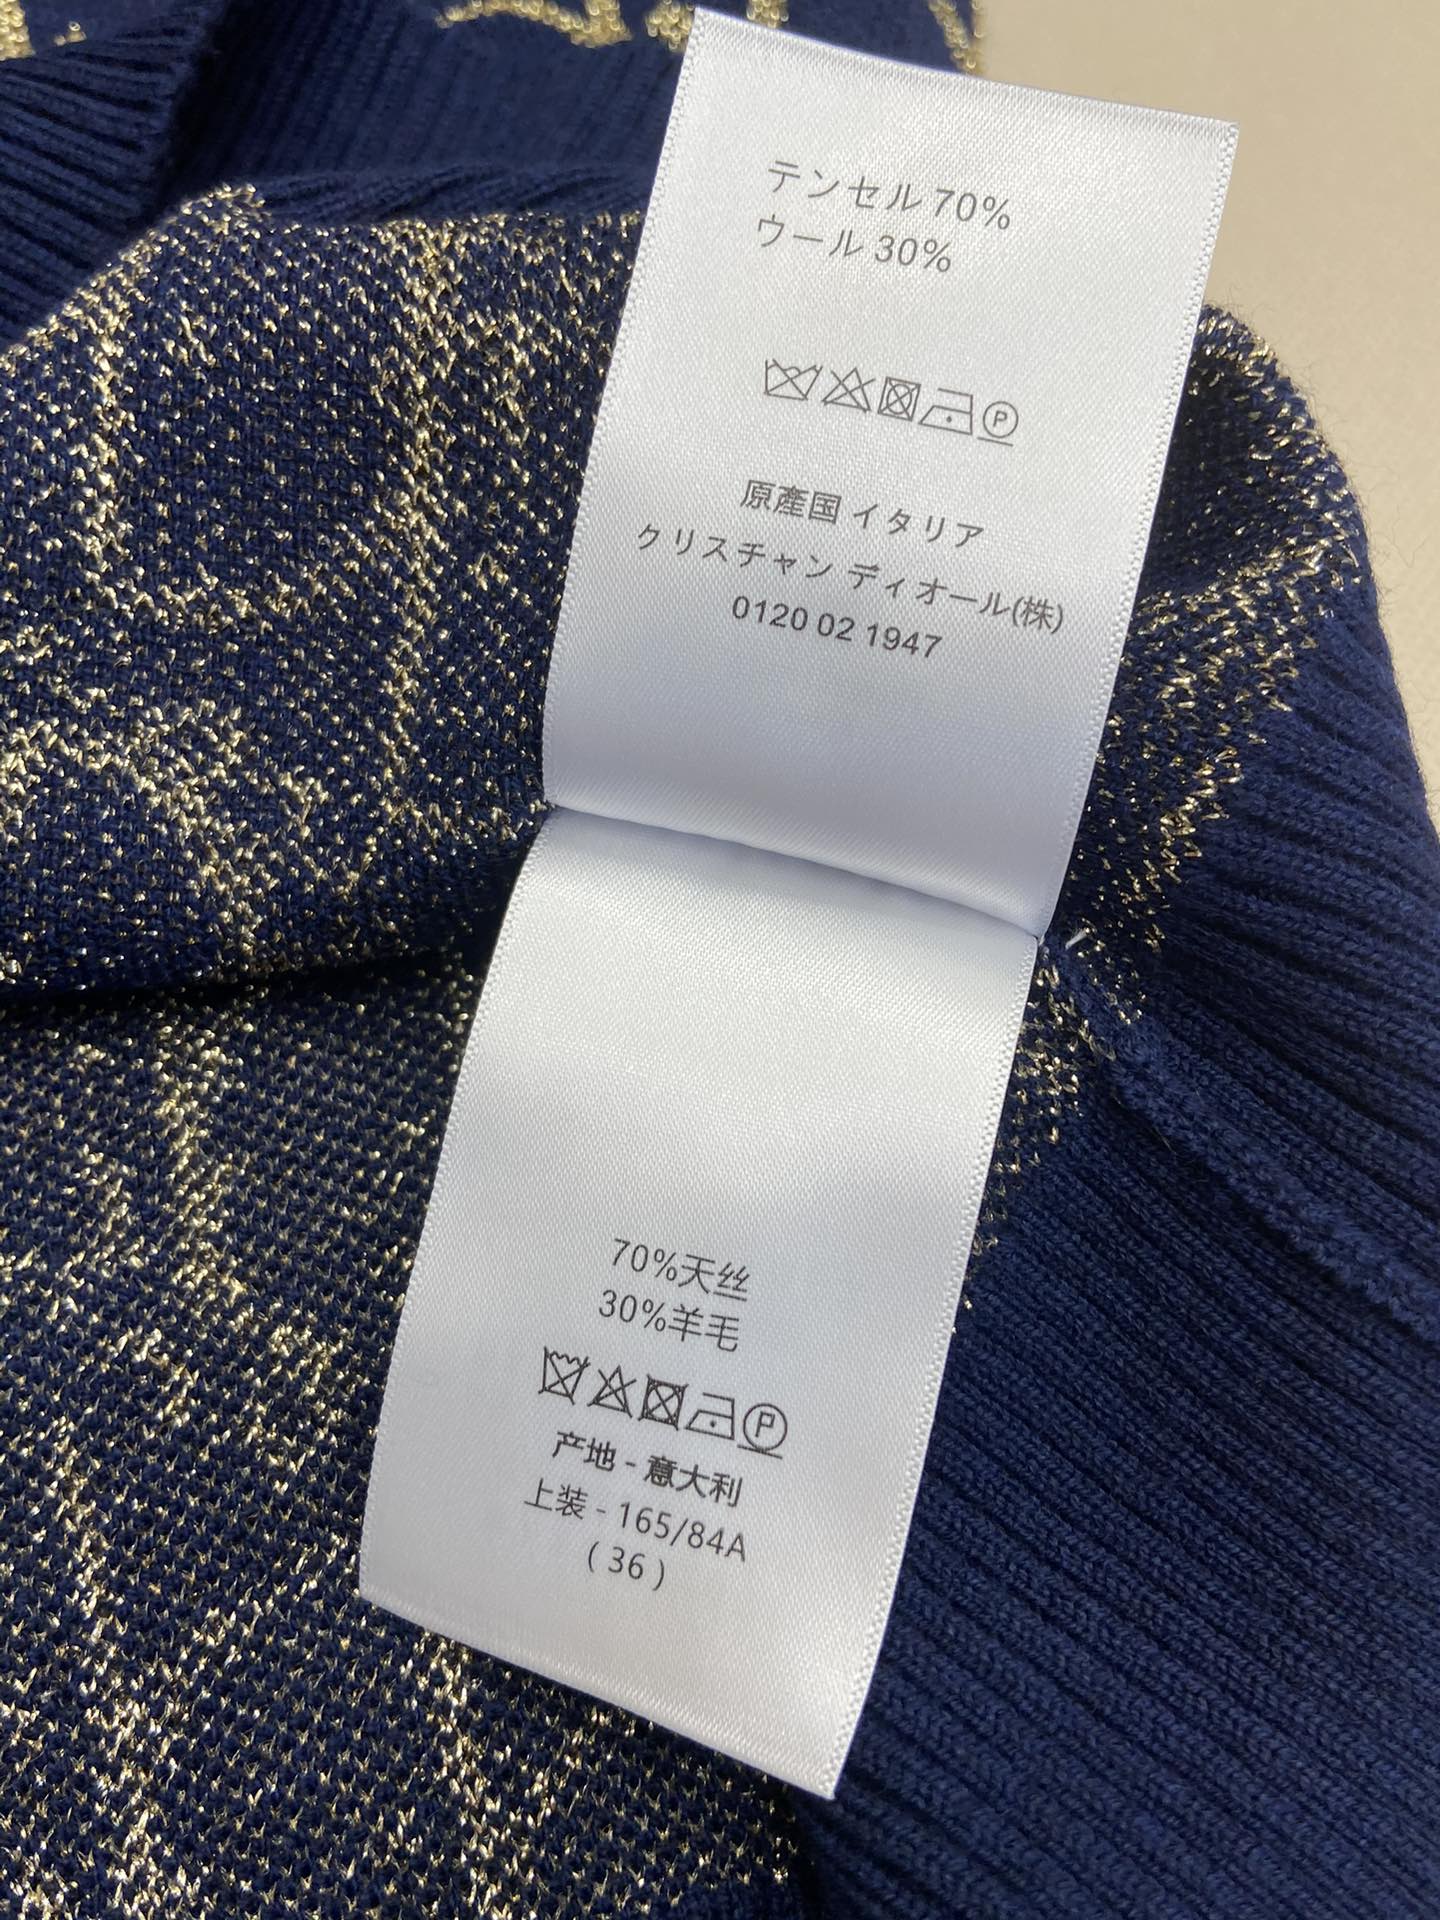 テンセル 70%
ウール 30%
P
原産国 イタリア
クリスチャン ディオール(株)
0120 02 1947
70%天丝
30%羊毛
P
产地 - 意大利
上装 - 165/84A
( 36 )